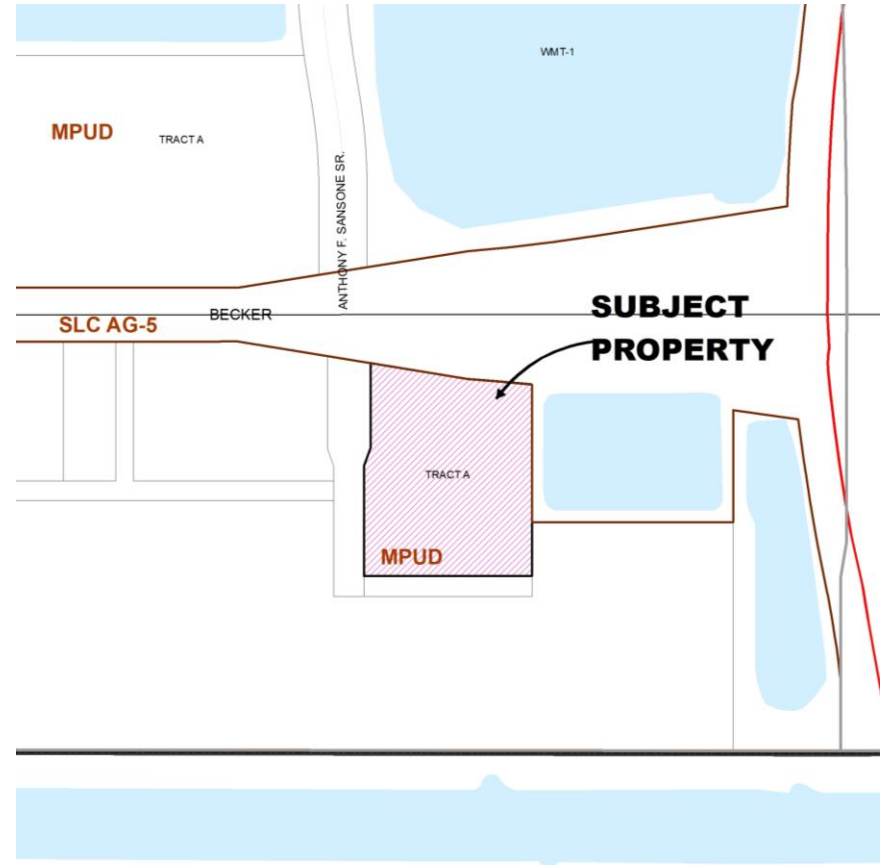 WMT-1
MPUD
TRACT A
ANTHONY F. SANSONE SR.
SUBJECT
PROPERTY
BECKER
SLC AG-5
TRACT A
MPUD